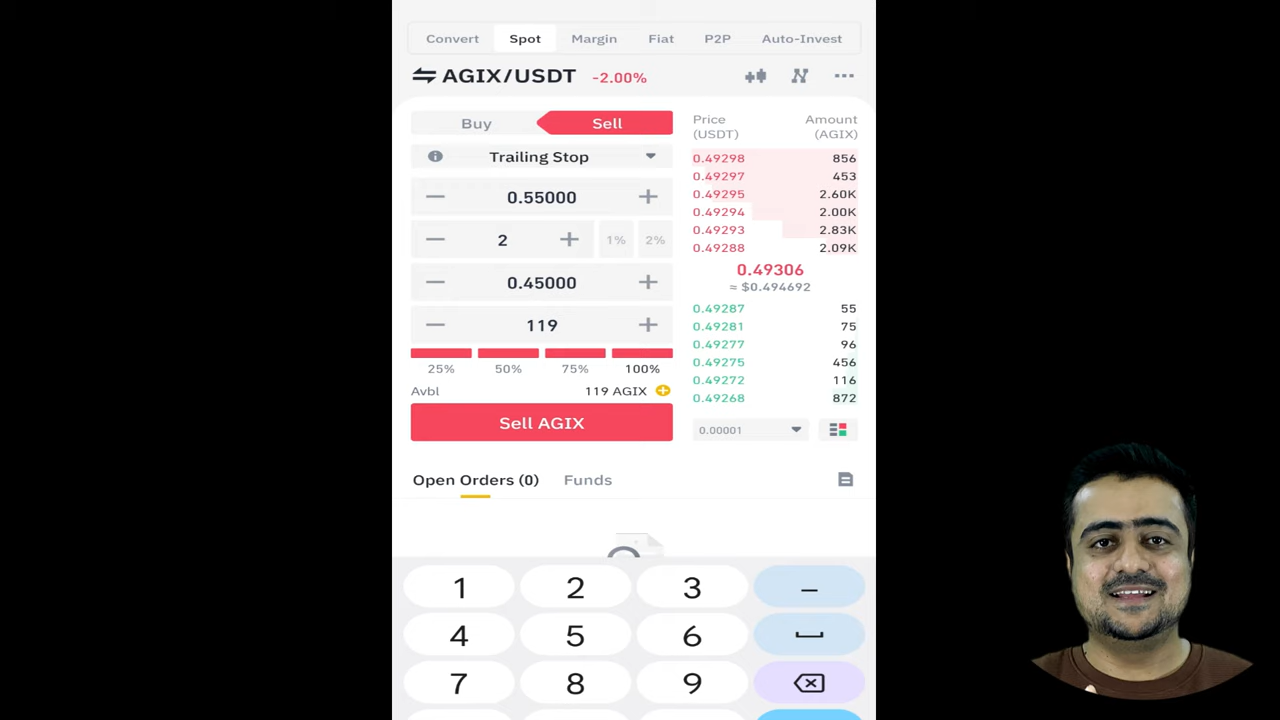 Convert Spot Margin Fiat P2P Auto-Invest
AGIX/USDT -2.00%
Buy Sell
Trailing Stop
0.55000
2 1% 2%
0.45000
119
25% 50% 75% 100%
Avbl 119 AGIX
Sell AGIX
Price Amount
(USDT) (AGIX)
0.49298 856
0.49297 453
0.49295 2.60K
0.49294 2.00K
0.49293 2.83K
0.49288 2.09K
0.49306
≈ $0.494692
0.49287 55
0.49281 75
0.49277 96
0.49275 456
0.49272 116
0.49268 872
0.00001
Open Orders (0) Funds
1 2 3 –
4 5 6
7 8 9